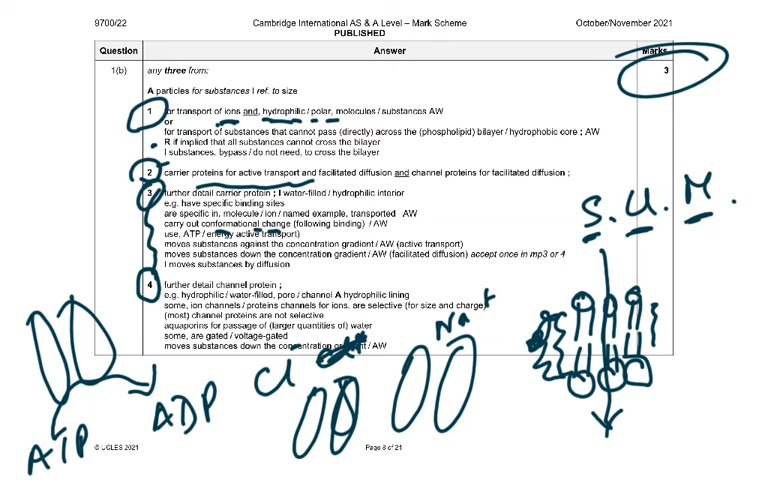 9700/22 Cambridge International AS & A Level – Mark Scheme October/November 2021
PUBLISHED
Question Answer Marks
1(b) any three from: 3
A particles for substances I ref. to size
1 for transport of ions and, hydrophilic / polar, molecules / substances AW
or
for transport of substances that cannot pass (directly) across the (phospholipid) bilayer / hydrophobic core ; AW
R if implied that all substances cannot cross the bilayer
I substances, bypass / do not need, to cross the bilayer
2 carrier proteins for active transport and facilitated diffusion and channel proteins for facilitated diffusion ;
3 further detail carrier protein ; I water-filled / hydrophilic interior
e.g. have specific binding sites
are specific in, molecule / ion / named example, transported AW
carry out conformational change (following binding) / AW
use, ATP / energy active transport)
moves substances against the concentration gradient / AW (active transport)
moves substances down the concentration gradient / AW (facilitated diffusion) accept once in mp3 or 4
I moves substances by diffusion
4 further detail channel protein ;
e.g. hydrophilic / water-filled, pore / channel A hydrophilic lining
some, ion channels / proteins channels for ions, are selective (for size and charge)
(most) channel proteins are not selective
aquaporins for passage of (larger quantities of) water
some, are gated / voltage-gated
moves substances down the concentration gradient / AW
S. U. M.
Na+
Cl-
ATP
ADP
© UCLES 2021 Page 8 of 21